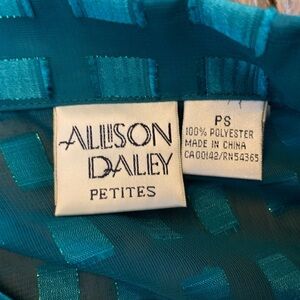 ALLISON
DALEY
PETITES
PS
100% POLYESTER
MADE IN CHINA
CA00142/RN54365